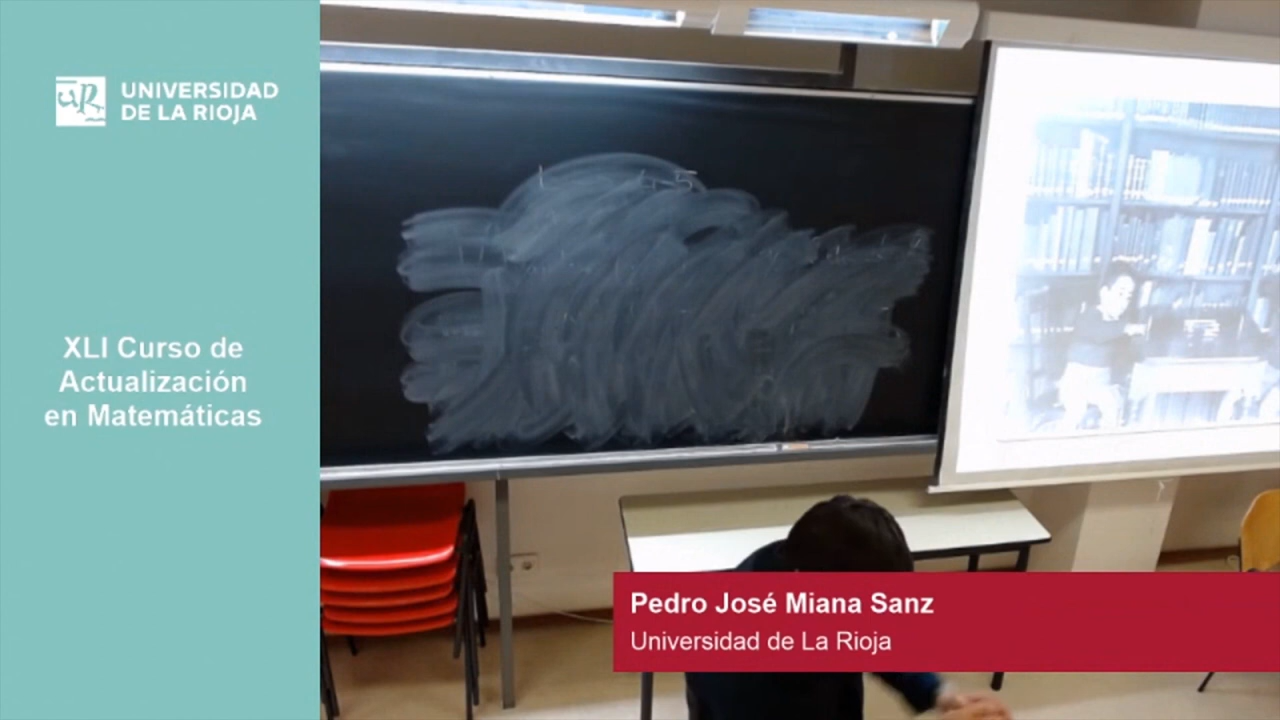 UNIVERSIDAD
DE LA RIOJA
XLI Curso de
Actualización
en Matemáticas
Pedro José Miana Sanz
Universidad de La Rioja